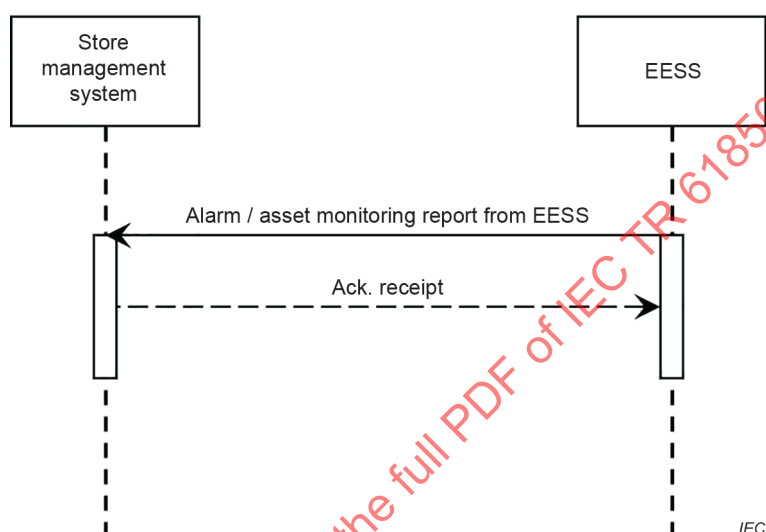 Store
management
system
EESS
Alarm / asset monitoring report from EESS
Ack. receipt
the full PDF of IEC TR 6185
IEC